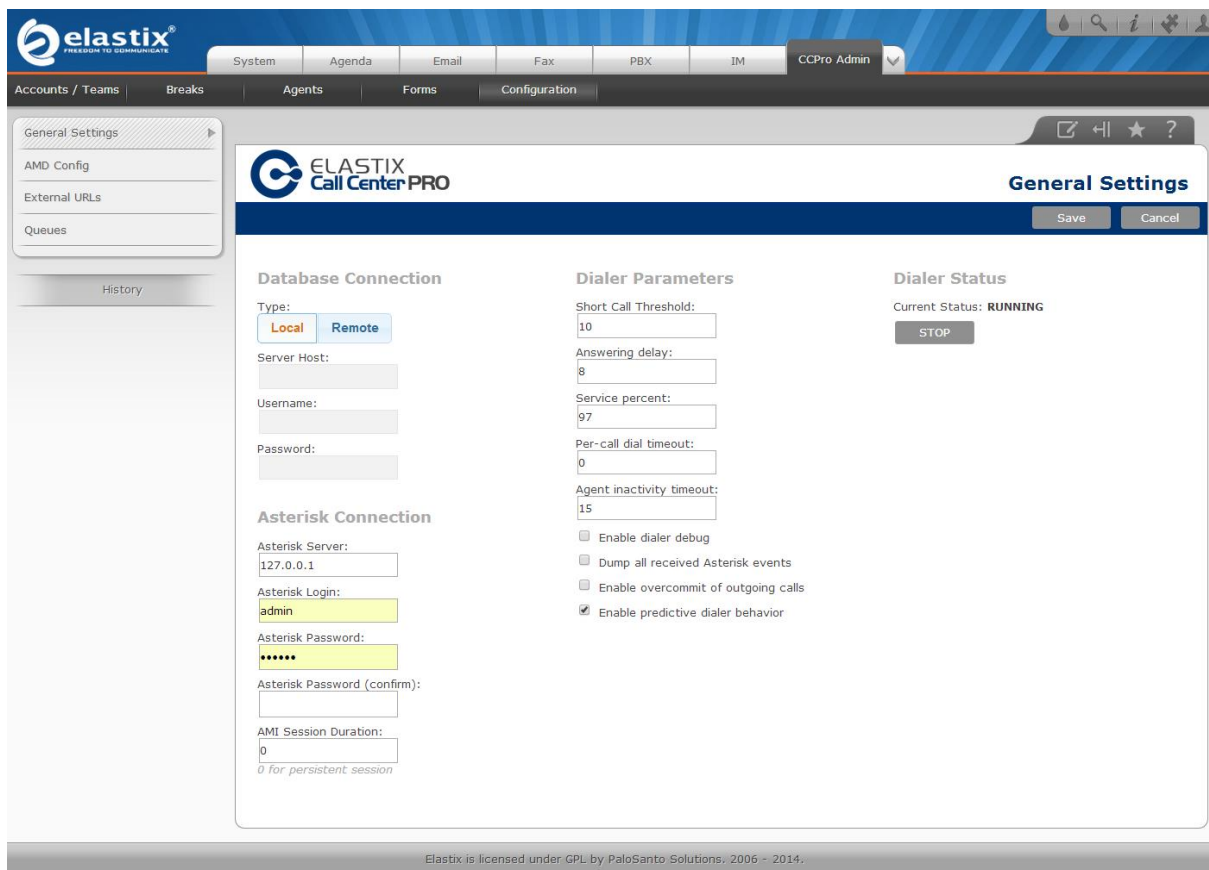 elastix®
FREEDOM TO COMMUNICATE
System Agenda Email Fax PBX IM CCPro Admin
Accounts / Teams Breaks Agents Forms Configuration
General Settings
AMD Config
External URLs
Queues
History
ELASTIX
Call Center PRO
General Settings
Save Cancel
Database Connection
Type:
Local Remote
Server Host:
Username:
Password:
Asterisk Connection
Asterisk Server:
127.0.0.1
Asterisk Login:
admin
Asterisk Password:
••••••
Asterisk Password (confirm):
AMI Session Duration:
0
0 for persistent session
Dialer Parameters
Short Call Threshold:
10
Answering delay:
8
Service percent:
97
Per-call dial timeout:
0
Agent inactivity timeout:
15
Enable dialer debug
Dump all received Asterisk events
Enable overcommit of outgoing calls
Enable predictive dialer behavior
Dialer Status
Current Status: RUNNING
STOP
Elastix is licensed under GPL by PaloSanto Solutions. 2006 - 2014.